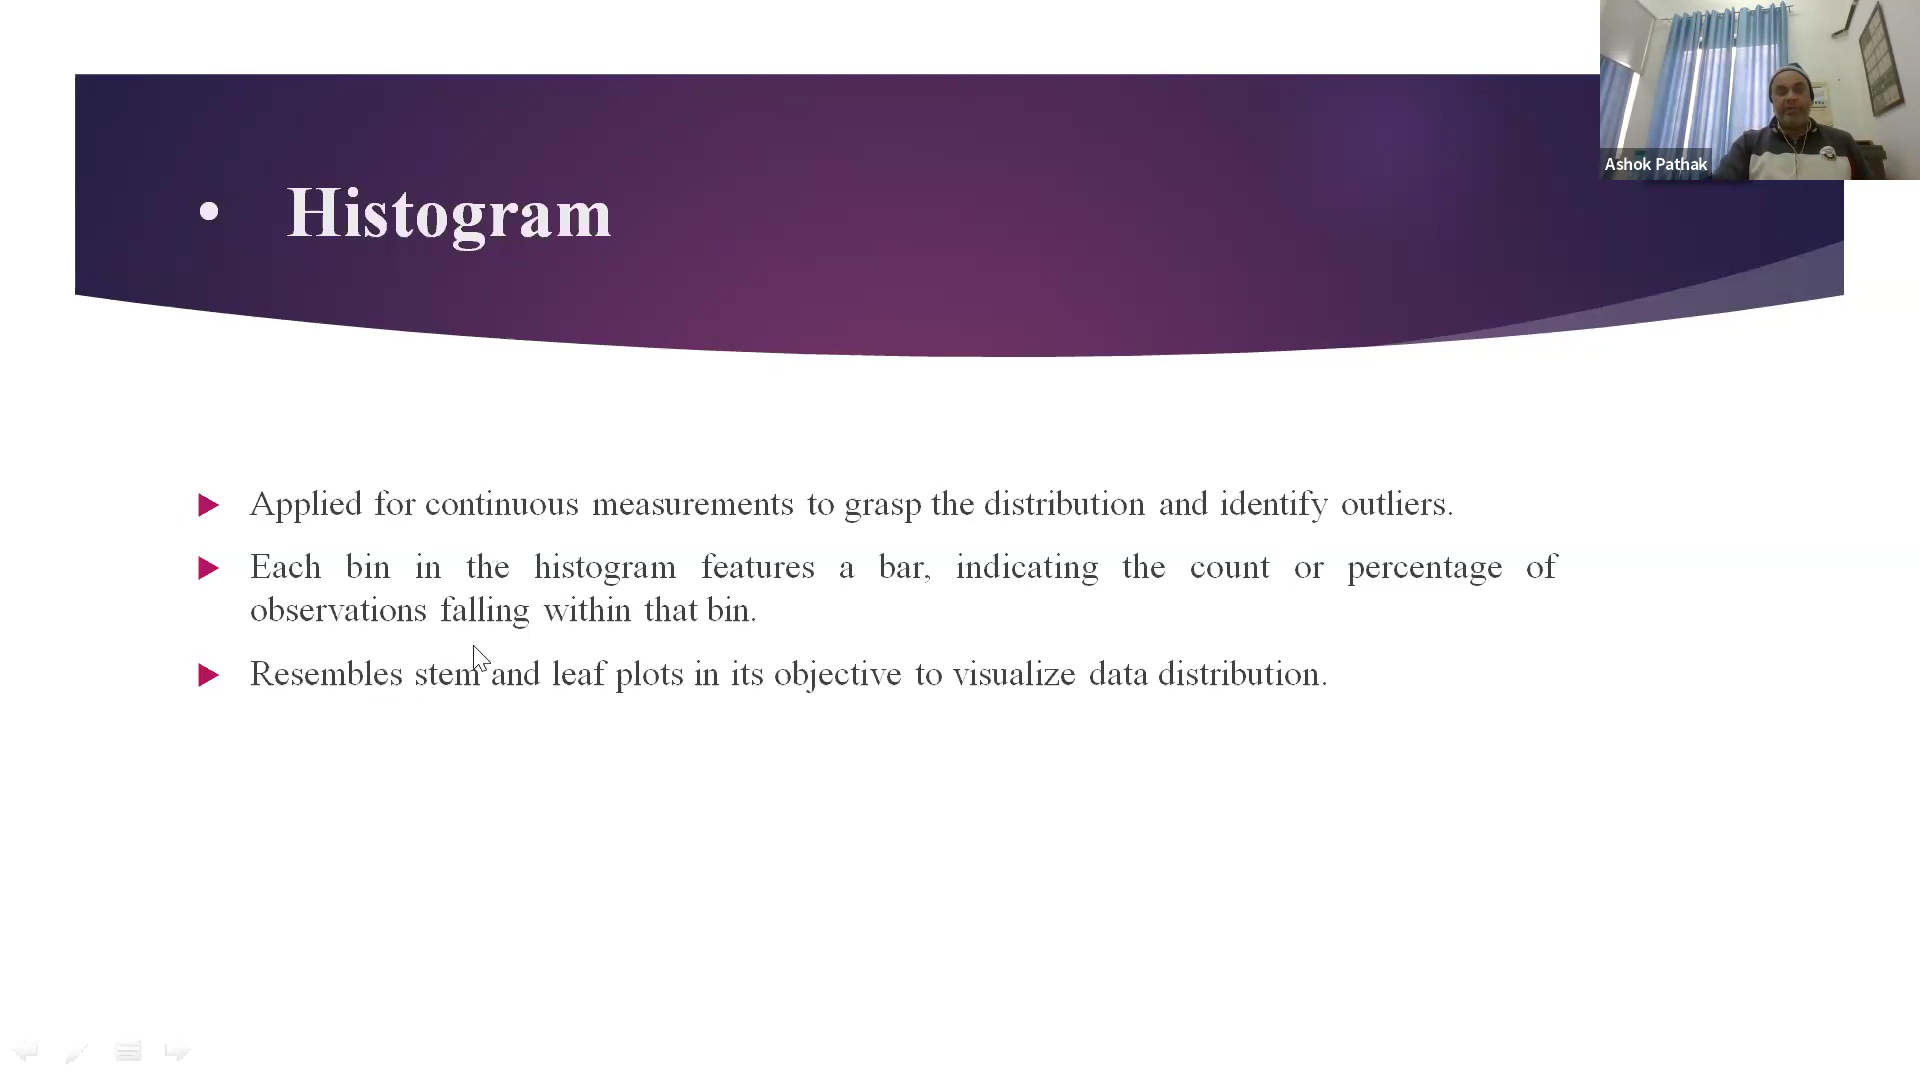 Ashok Pathak
• Histogram
Applied for continuous measurements to grasp the distribution and identify outliers.
Each bin in the histogram features a bar, indicating the count or percentage of
observations falling within that bin.
Resembles stem and leaf plots in its objective to visualize data distribution.